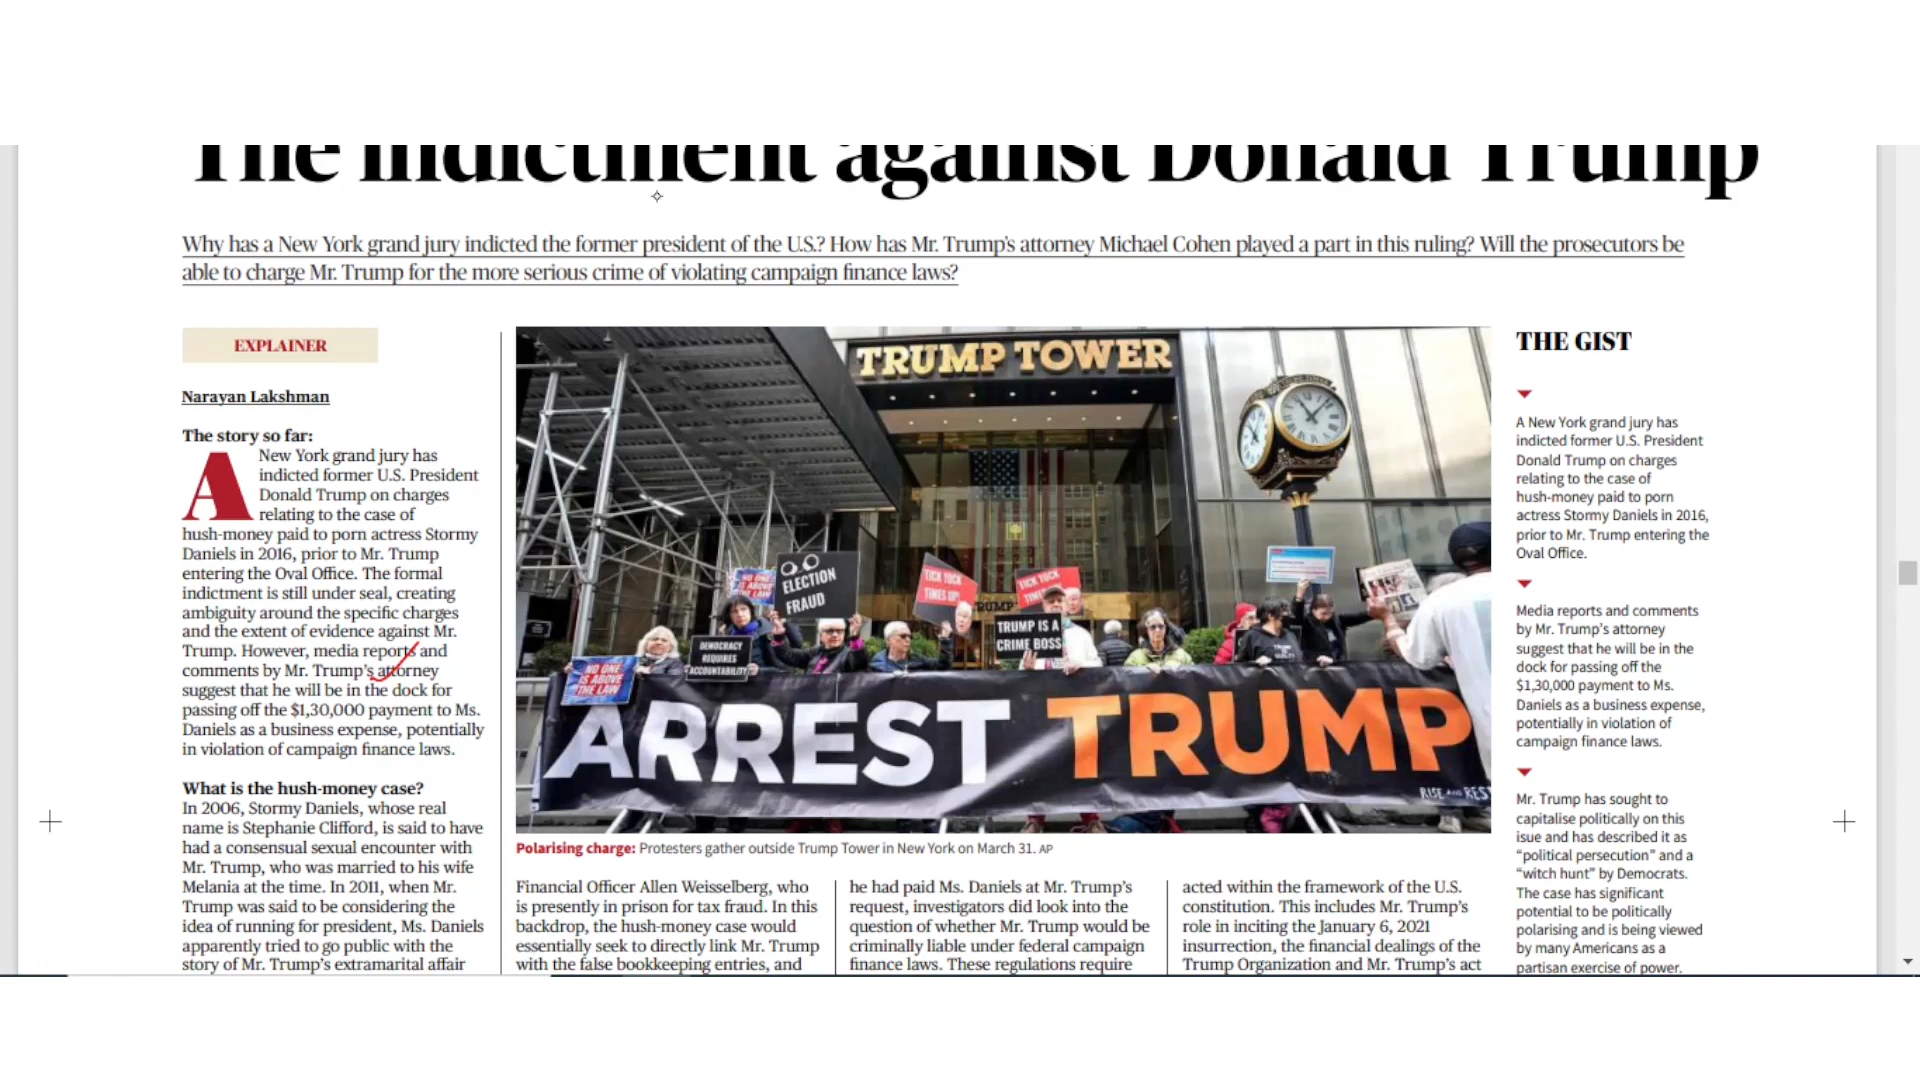 The indictment against Donald Trump
Why has a New York grand jury indicted the former president of the U.S.? How has Mr. Trump's attorney Michael Cohen played a part in this ruling? Will the prosecutors be
able to charge Mr. Trump for the more serious crime of violating campaign finance laws?
EXPLAINER
Narayan Lakshman
The story so far:
A New York grand jury has
indicted former U.S. President
Donald Trump on charges
relating to the case of
hush-money paid to porn actress Stormy
Daniels in 2016, prior to Mr. Trump
entering the Oval Office. The formal
indictment is still under seal, creating
ambiguity around the specific charges
and the extent of evidence against Mr.
Trump. However, media reports and
comments by Mr. Trump's attorney
suggest that he will be in the dock for
passing off the $1,30,000 payment to Ms.
Daniels as a business expense, potentially
in violation of campaign finance laws.
What is the hush-money case?
In 2006, Stormy Daniels, whose real
name is Stephanie Clifford, is said to have
had a consensual sexual encounter with
Mr. Trump, who was married to his wife
Melania at the time. In 2011, when Mr.
Trump was said to be considering the
idea of running for president, Ms. Daniels
apparently tried to go public with the
story of Mr. Trump's extramarital affair
TRUMP TOWER
NO ONE
IS ABOVE
THE LAW
ELECTION
FRAUD
TICK TOCK
TIMES UP!
TICK TOCK
TIMES
TRUMP
TRUMP IS A
CRIME BOSS
DEMOCRACY
REQUIRES
ACCOUNTABILITY
NO ONE
IS ABOVE
THE LAW
ARREST TRUMP
RISE AND RES
Polarising charge: Protesters gather outside Trump Tower in New York on March 31. AP
Financial Officer Allen Weisselberg, who
is presently in prison for tax fraud. In this
backdrop, the hush-money case would
essentially seek to directly link Mr. Trump
with the false bookkeeping entries, and
he had paid Ms. Daniels at Mr. Trump's
request, investigators did look into the
question of whether Mr. Trump would be
criminally liable under federal campaign
finance laws. These regulations require
acted within the framework of the U.S.
constitution. This includes Mr. Trump's
role in inciting the January 6, 2021
insurrection, the financial dealings of the
Trump Organization and Mr. Trump's act
THE GIST
A New York grand jury has
indicted former U.S. President
Donald Trump on charges
relating to the case of
hush-money paid to porn
actress Stormy Daniels in 2016,
prior to Mr. Trump entering the
Oval Office.
Media reports and comments
by Mr. Trump's attorney
suggest that he will be in the
dock for passing off the
$1,30,000 payment to Ms.
Daniels as a business expense,
potentially in violation of
campaign finance laws.
Mr. Trump has sought to
capitalise politically on this
isue and has described it as
“political persecution” and a
“witch hunt” by Democrats.
The case has significant
potential to be politically
polarising and is being viewed
by many Americans as a
partisan exercise of power.